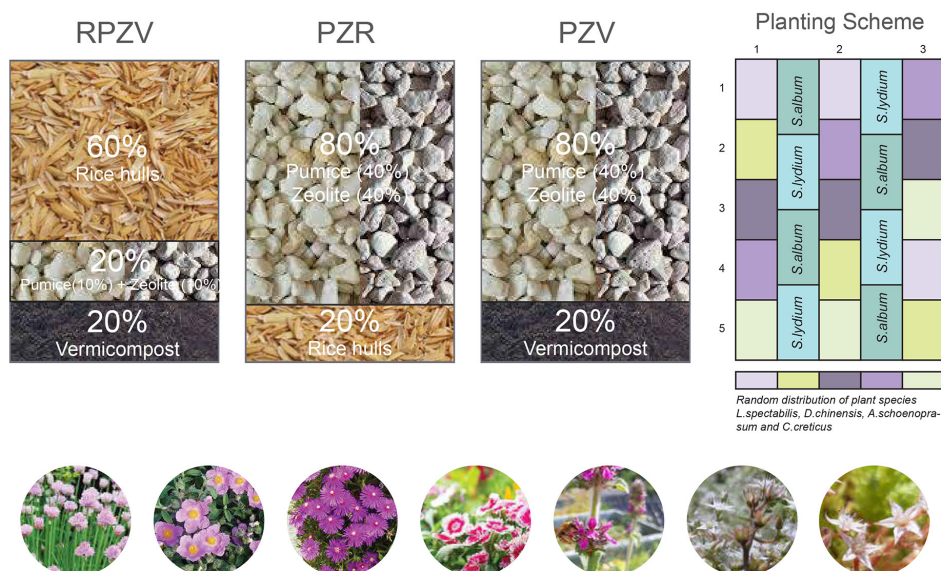 RPZV
60%
Rice hulls
20%
Pumice(10%) + Zeolite (10%)
20%
Vermicompost
PZR
80%
Pumice (40%)
Zeolite (40%)
20%
Rice hulls
PZV
80%
Pumice (40%)
Zeolite (40%)
20%
Vermicompost
Planting Scheme
1 2 3
1
2
3
4
5
S.album
S.lydium
S.album
S.lydium
S.lydium
S.album
S.lydium
S.album
Random distribution of plant species
L.spectabilis, D.chinensis, A.schoenopra-
sum and C.creticus